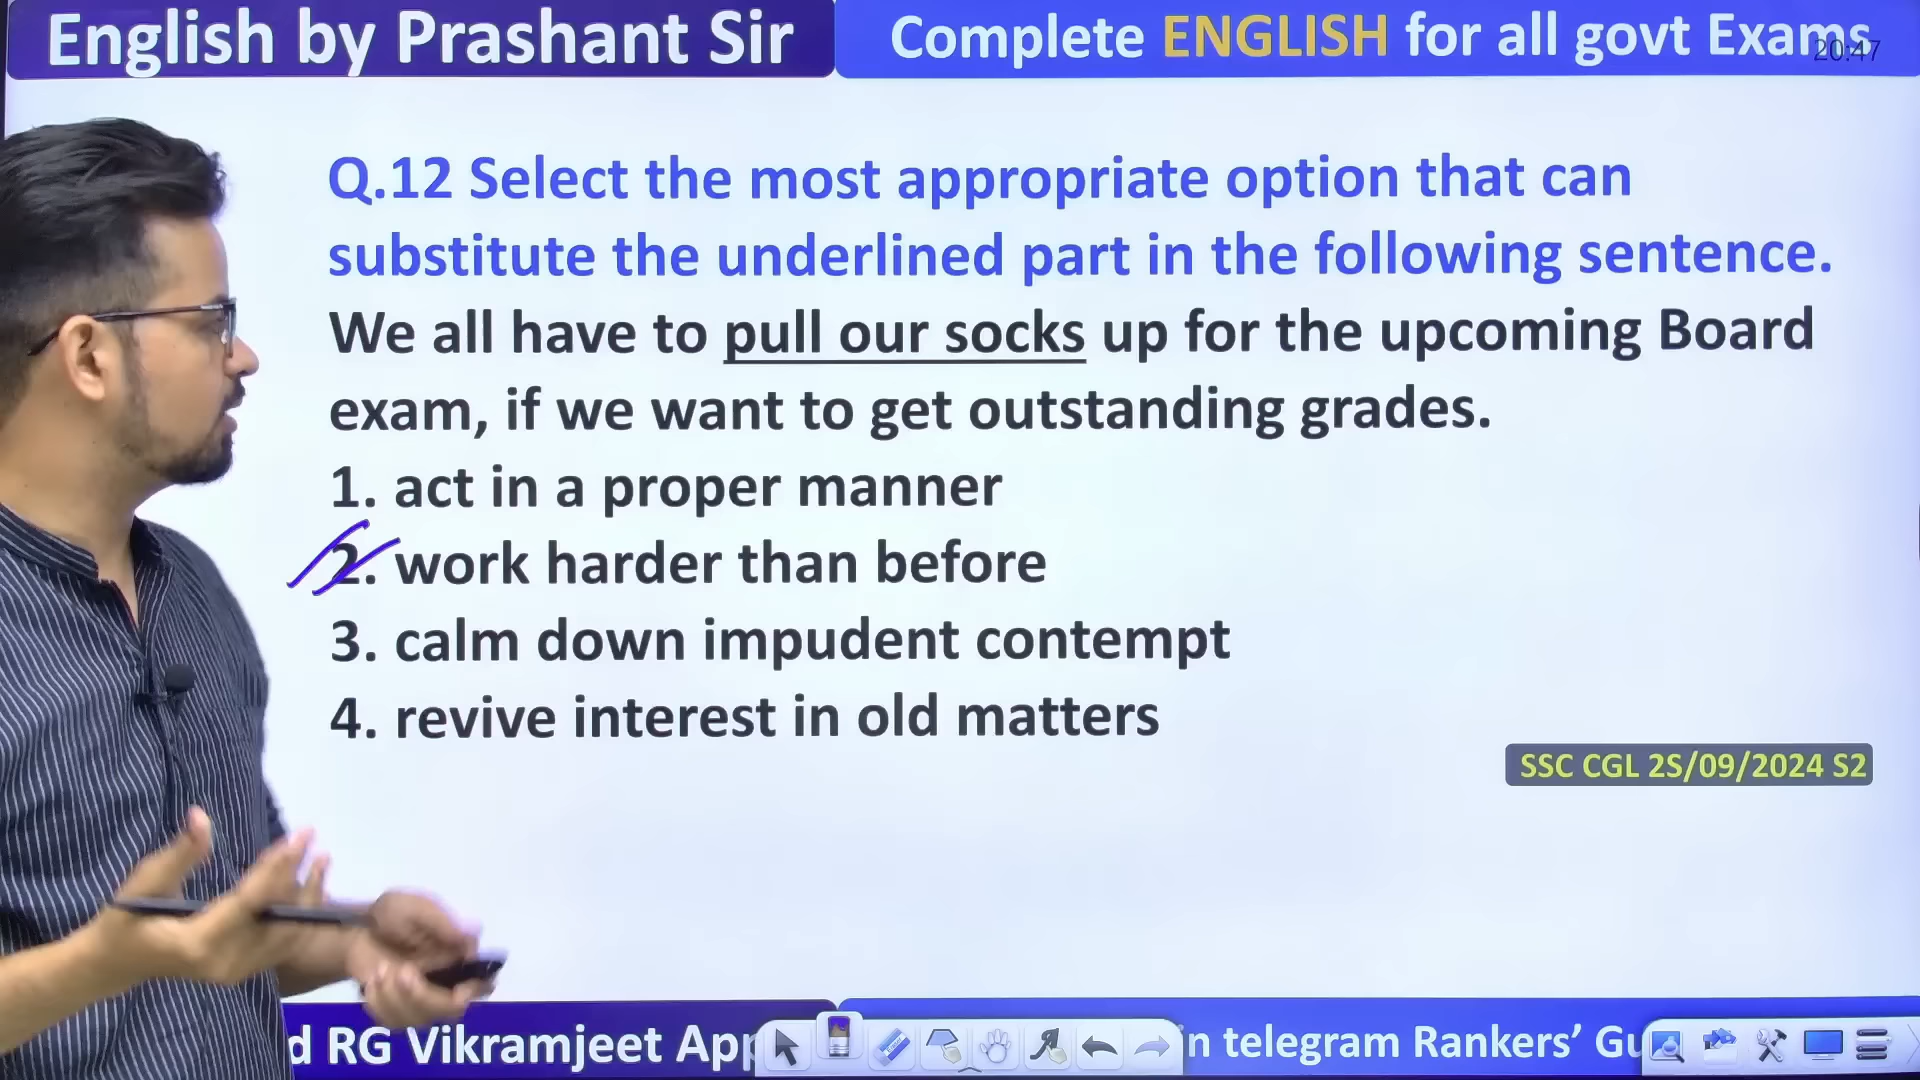 English by Prashant Sir
Complete ENGLISH for all govt Exams
20:47
Q.12 Select the most appropriate option that can
substitute the underlined part in the following sentence.
We all have to pull our socks up for the upcoming Board
exam, if we want to get outstanding grades.
1. act in a proper manner
2. work harder than before
3. calm down impudent contempt
4. revive interest in old matters
SSC CGL 2S/09/2024 S2
d RG Vikramjeet App
in telegram Rankers’ Gu